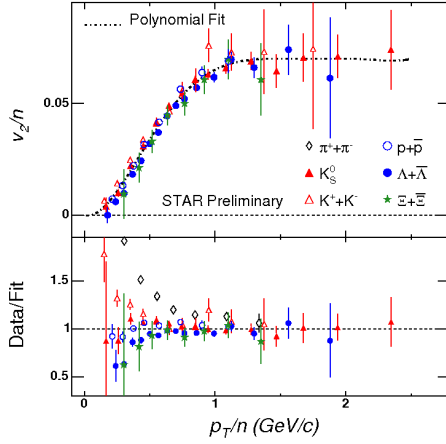 Polynomial Fit
0.05
v₂/n
π⁺+π⁻ p+p̅
K⁰S Λ+Λ̅
K⁺+K⁻ Ξ+Ξ̅
STAR Preliminary
0
1.5
1
0.5
Data/Fit
0 1 2
p_T/n (GeV/c)